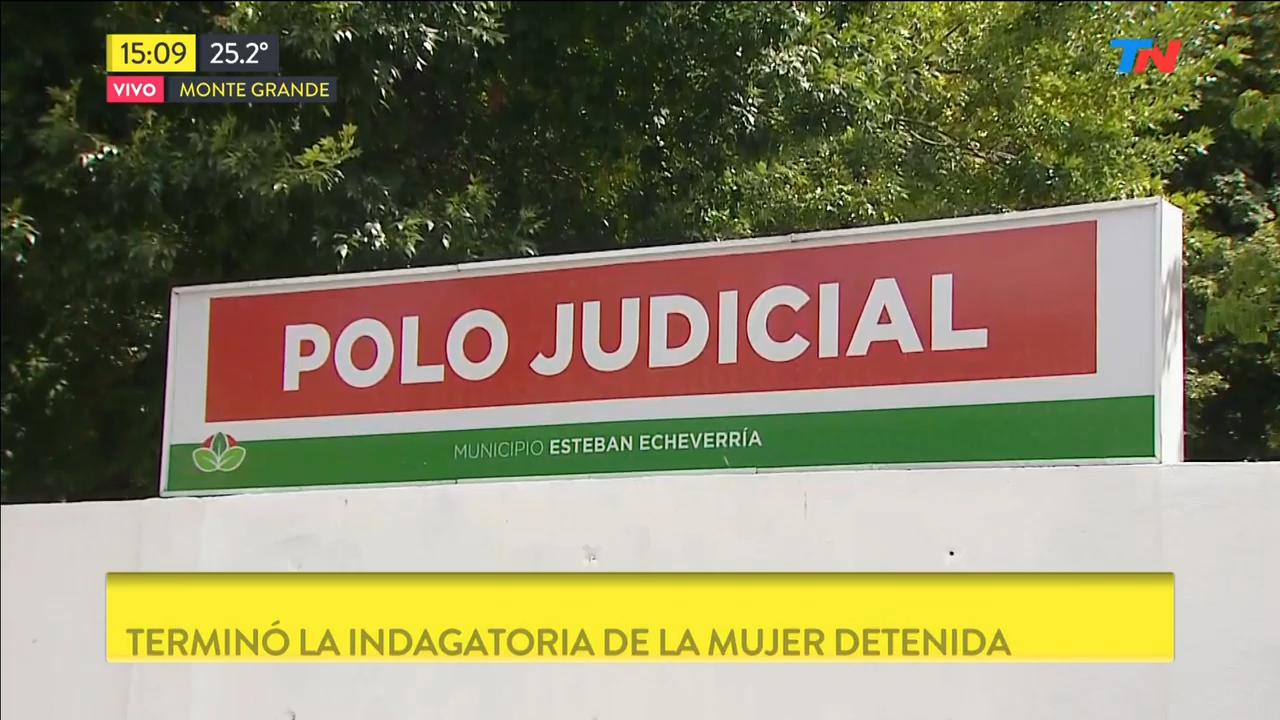 15:09 25.2°
TN
VIVO MONTE GRANDE
POLO JUDICIAL
MUNICIPIO ESTEBAN ECHEVERRÍA
TERMINÓ LA INDAGATORIA DE LA MUJER DETENIDA